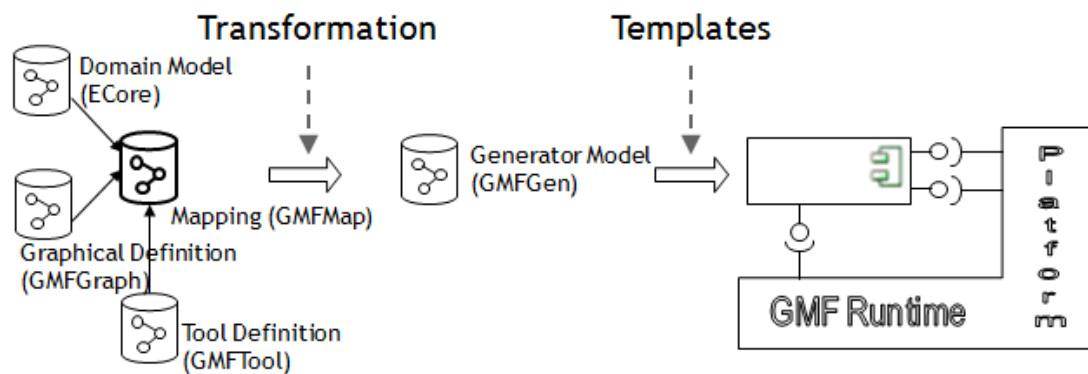 Transformation
Templates
Domain Model
(ECore)
Generator Model
(GMFGen)
Mapping (GMFMap)
Graphical Definition
(GMFGraph)
Tool Definition
(GMFTool)
GMF Runtime
Platform